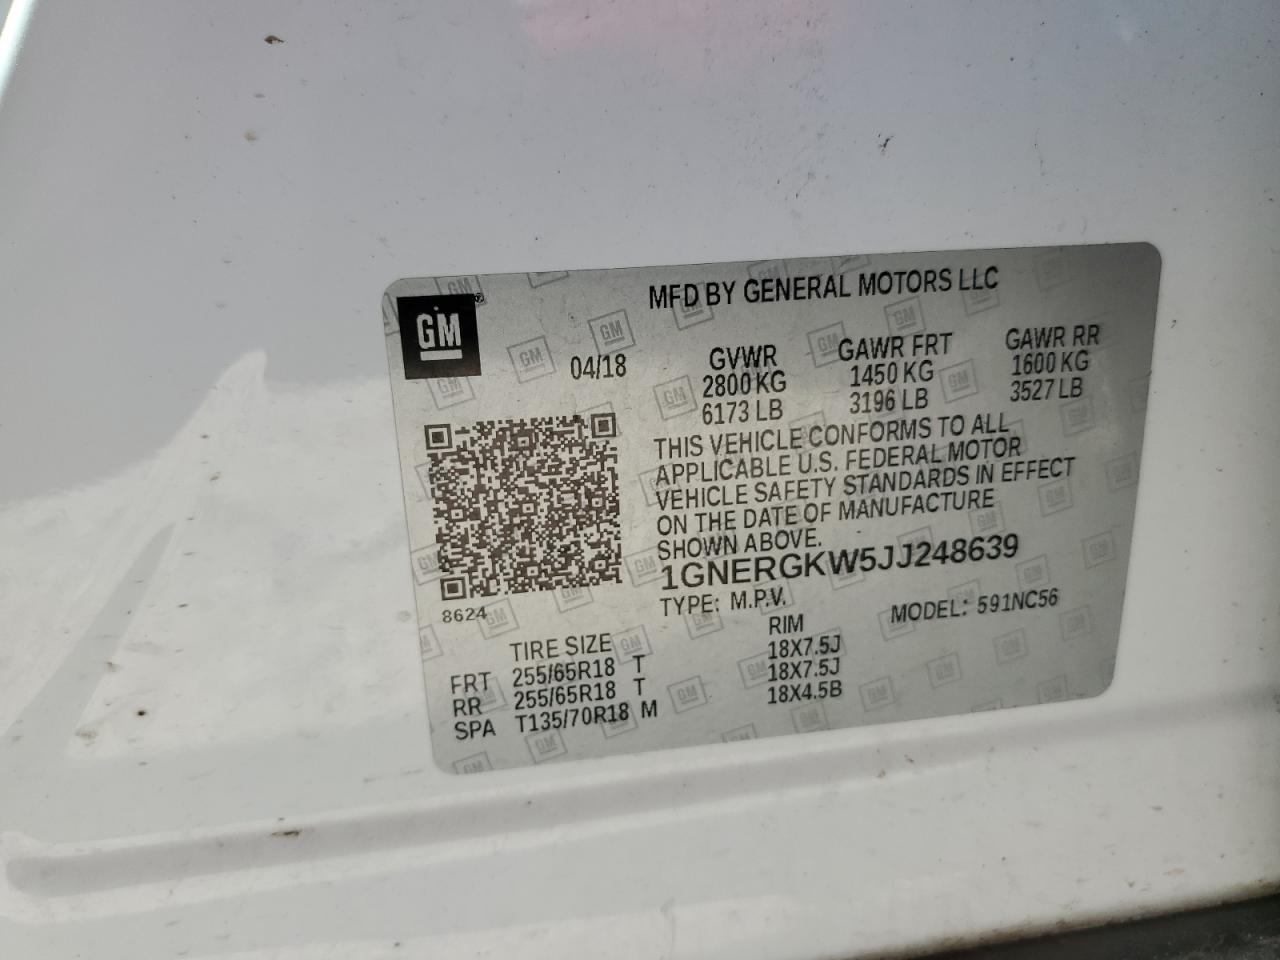 MFD BY GENERAL MOTORS LLC
GM®
04/18
GVWR GAWR FRT GAWR RR
2800 KG 1450 KG 1600 KG
6173 LB 3196 LB 3527 LB
THIS VEHICLE CONFORMS TO ALL
APPLICABLE U.S. FEDERAL MOTOR
VEHICLE SAFETY STANDARDS IN EFFECT
ON THE DATE OF MANUFACTURE
SHOWN ABOVE.
1GNERGKW5JJ248639
8624
TYPE: M.P.V. MODEL: 591NC56
TIRE SIZE RIM
FRT 255/65R18 T 18X7.5J
RR 255/65R18 T 18X7.5J
SPA T135/70R18 M 18X4.5B